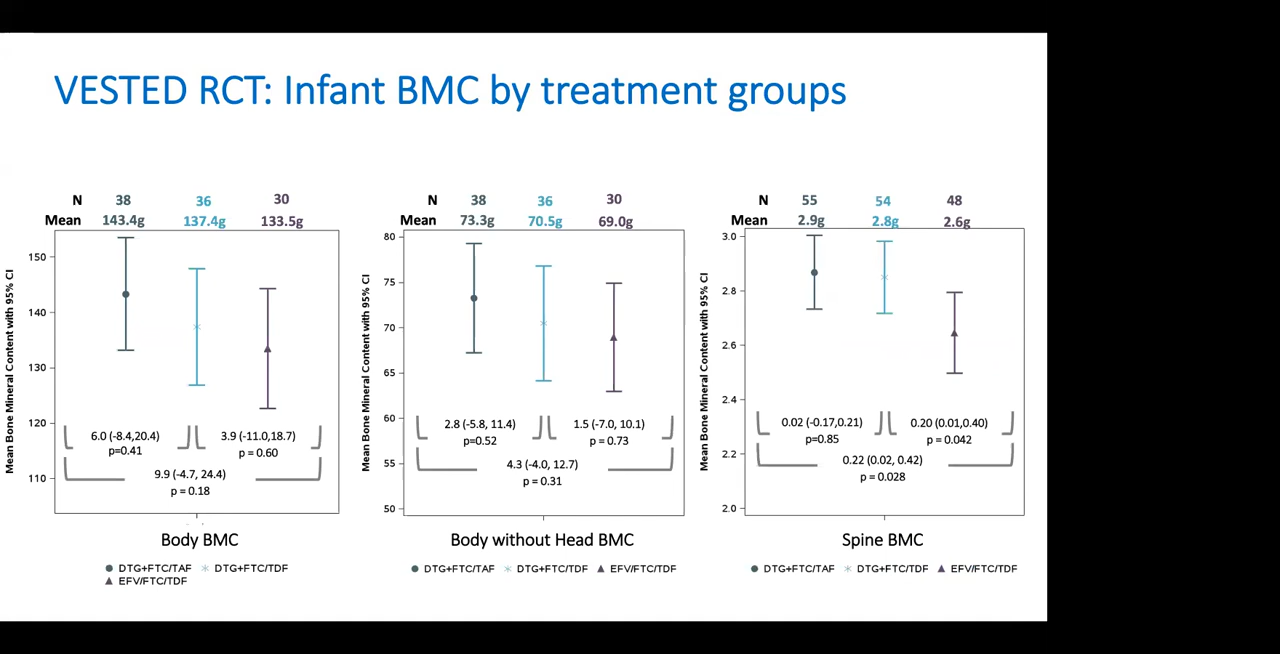 VESTED RCT: Infant BMC by treatment groups
N 38 36 30
Mean 143.4g 137.4g 133.5g
Mean Bone Mineral Content with 95% CI
150
140
130
120
110
6.0 (-8.4,20.4)
p=0.41
3.9 (-11.0,18.7)
p = 0.60
9.9 (-4.7, 24.4)
p = 0.18
Body BMC
DTG+FTC/TAF DTG+FTC/TDF
EFV/FTC/TDF
N 38 36 30
Mean 73.3g 70.5g 69.0g
Mean Bone Mineral Content with 95% CI
80
75
70
65
60
55
50
2.8 (-5.8, 11.4)
p=0.52
1.5 (-7.0, 10.1)
p = 0.73
4.3 (-4.0, 12.7)
p = 0.31
Body without Head BMC
DTG+FTC/TAF DTG+FTC/TDF EFV/FTC/TDF
N 55 54 48
Mean 2.9g 2.8g 2.6g
Mean Bone Mineral Content with 95% CI
3.0
2.8
2.6
2.4
2.2
2.0
0.02 (-0.17,0.21)
p=0.85
0.20 (0.01,0.40)
p = 0.042
0.22 (0.02, 0.42)
p = 0.028
Spine BMC
DTG+FTC/TAF DTG+FTC/TDF EFV/FTC/TDF